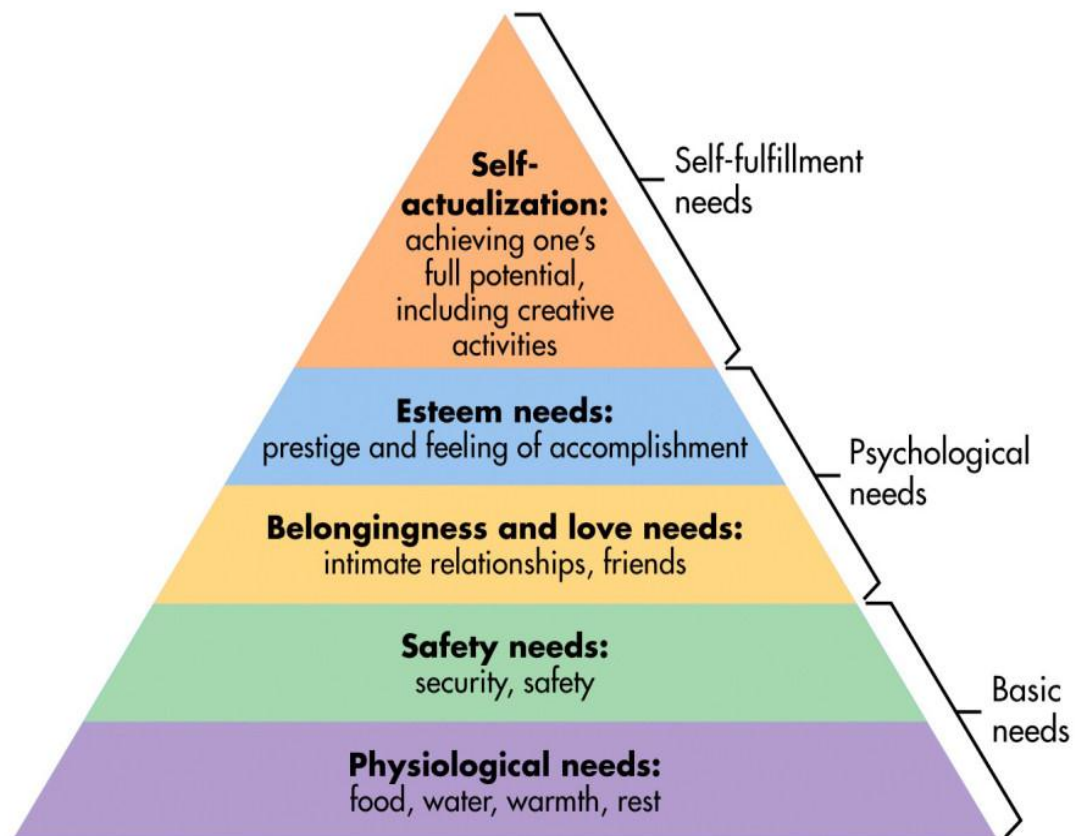 Self-
actualization:
achieving one's
full potential,
including creative
activities
Self-fulfillment
needs
Esteem needs:
prestige and feeling of accomplishment
Psychological
needs
Belongingness and love needs:
intimate relationships, friends
Safety needs:
security, safety
Basic
needs
Physiological needs:
food, water, warmth, rest